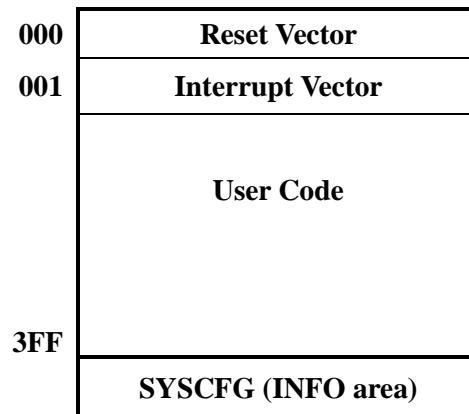 000 Reset Vector
001 Interrupt Vector
User Code
3FF
SYSCFG (INFO area)